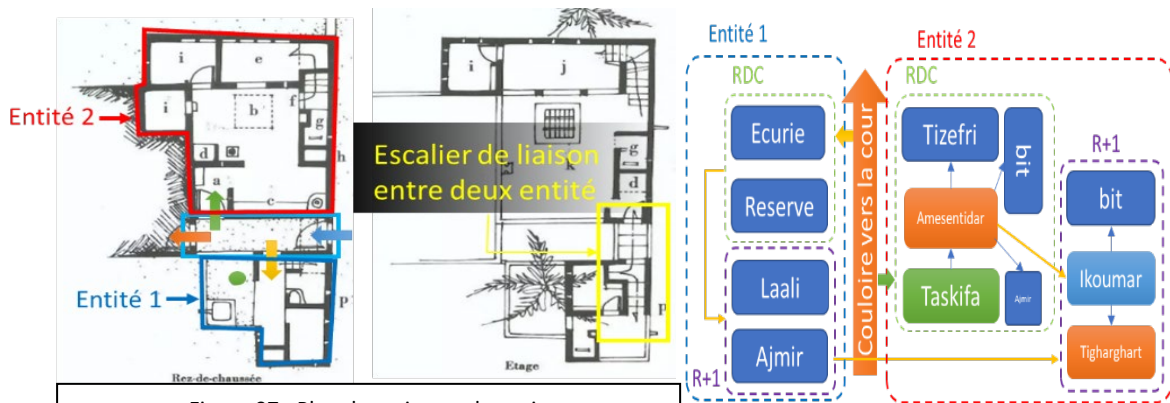 i
e
i
b
f
g
Entité 2
d
h
a
c
Entité 1
p
Rez-de-chaussée
i
j
Escalier de liaison
entre deux entité
k
g
d
p
Etage
Entité 1
RDC
Ecurie
Reserve
Laali
Ajmir
R+1
Couloire vers la cour
Entité 2
RDC
Tizefri
bit
Amesentidar
Taskifa
Ajmir
R+1
bit
Ikoumar
Tigharghart